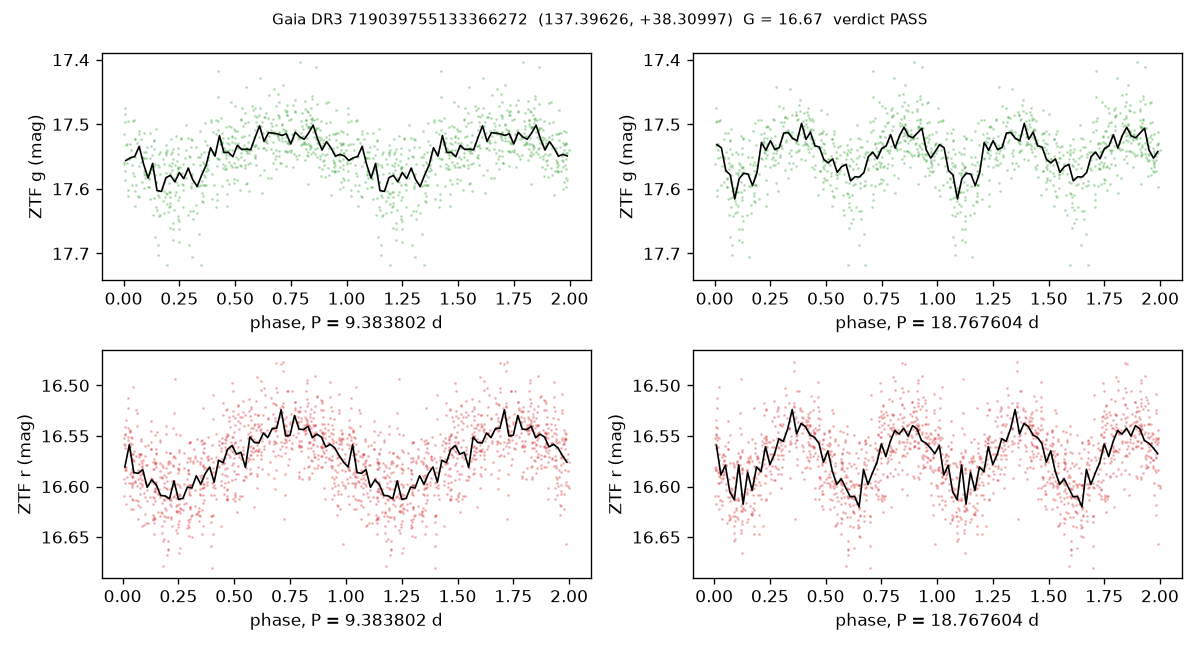 Gaia DR3 719039755133366272 (137.39626, +38.30997) G = 16.67 verdict PASS
ZTF g (mag)
17.4
17.5
17.6
17.7
0.00 0.25 0.50 0.75 1.00 1.25 1.50 1.75 2.00
phase, P = 9.383802 d
ZTF g (mag)
17.4
17.5
17.6
17.7
0.00 0.25 0.50 0.75 1.00 1.25 1.50 1.75 2.00
phase, P = 18.767604 d
ZTF r (mag)
16.50
16.55
16.60
16.65
0.00 0.25 0.50 0.75 1.00 1.25 1.50 1.75 2.00
phase, P = 9.383802 d
ZTF r (mag)
16.50
16.55
16.60
16.65
0.00 0.25 0.50 0.75 1.00 1.25 1.50 1.75 2.00
phase, P = 18.767604 d